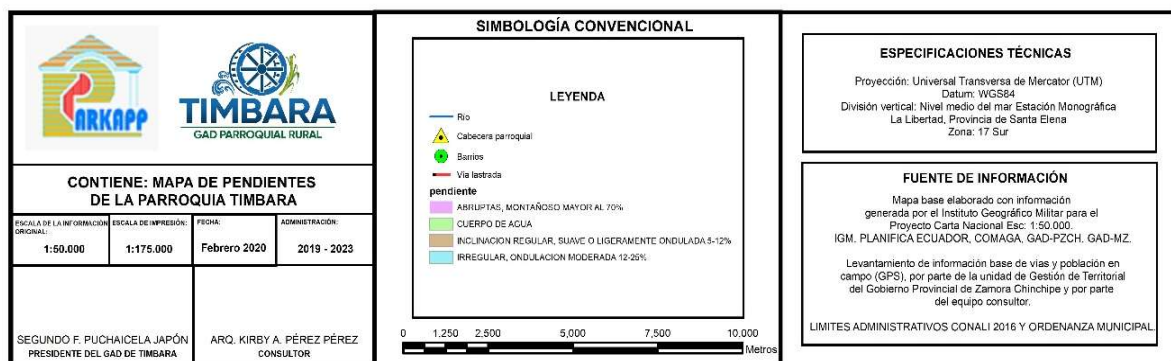 PARKAPP
TIMBARA
GAD PARROQUIAL RURAL
CONTIENE: MAPA DE PENDIENTES
DE LA PARROQUIA TIMBARA
ESCALA DE LA INFORMACIÓN ORIGINAL:
1:50.000
ESCALA DE IMPRESIÓN:
1:175.000
FECHA:
Febrero 2020
ADMINISTRACIÓN:
2019 - 2023
SEGUNDO F. PUCHAICELA JAPÓN
PRESIDENTE DEL GAD DE TIMBARA
ARQ. KIRBY A. PÉREZ PÉREZ
CONSULTOR
SIMBOLOGÍA CONVENCIONAL
LEYENDA
Río
Cabecera parroquial
Barrios
Vía lastrada
pendiente
ABRUPTAS, MONTAÑOSO MAYOR AL 70%
CUERPO DE AGUA
INCLINACION REGULAR, SUAVE O LIGERAMENTE ONDULADA 5-12%
IRREGULAR, ONDULACION MODERADA 12-25%
0 1.250 2.500 5.000 7.500 10.000
Metros
ESPECIFICACIONES TÉCNICAS
Proyección: Universal Transversa de Mercator (UTM)
Datum: WGS84
División vertical: Nivel medio del mar Estación Monográfica
La Libertad, Provincia de Santa Elena
Zona: 17 Sur
FUENTE DE INFORMACIÓN
Mapa base elaborado con información
generada por el Instituto Geográfico Militar para el
Proyecto Carta Nacional Esc: 1:50.000.
IGM. PLANIFICA ECUADOR, COMAGA, GAD-PZCH. GAD-MZ.
Levantamiento de información base de vías y población en
campo (GPS), por parte de la unidad de Gestión de Territorial
del Gobierno Provincial de Zamora Chinchipe y por parte
del equipo consultor.
LIMITES ADMINISTRATIVOS CONALI 2016 Y ORDENANZA MUNICIPAL.